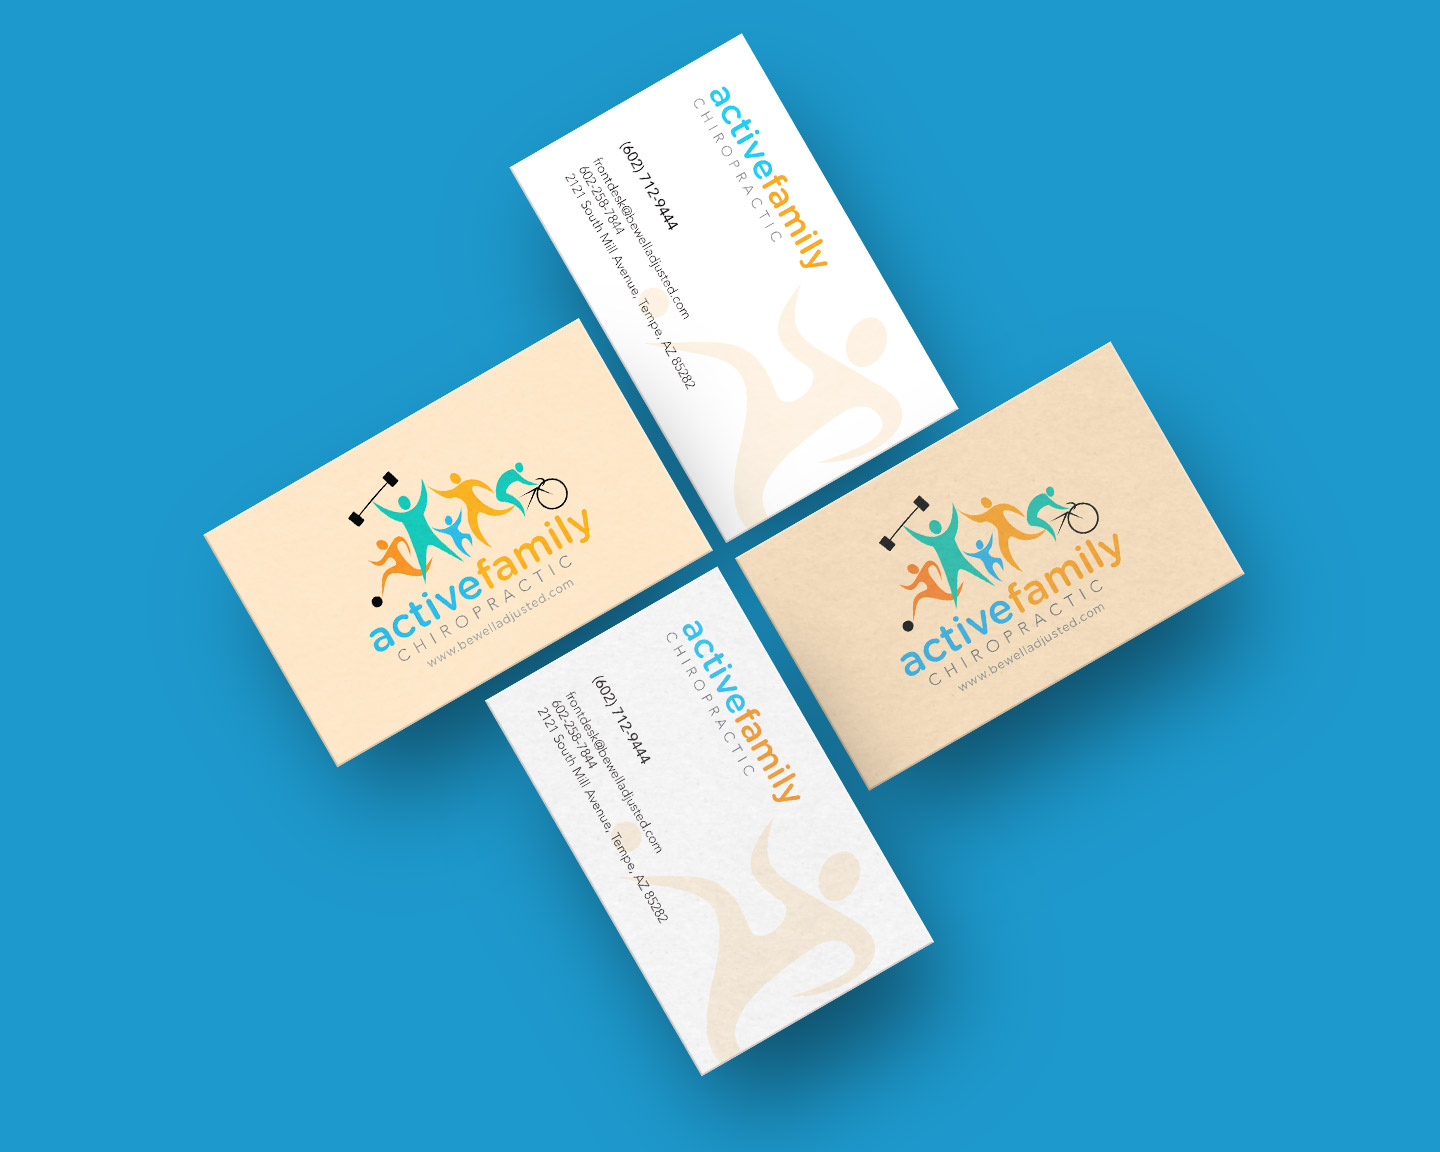 activefamily
CHIROPRACTIC
(602) 712-9444
frontdesk@bewelladjusted.com
602-258-7844
2121 South Mill Avenue, Tempe, AZ 85282
activefamily
CHIROPRACTIC
www.bewelladjusted.com
activefamily
CHIROPRACTIC
www.bewelladjusted.com
activefamily
CHIROPRACTIC
(602) 712-9444
frontdesk@bewelladjusted.com
602-258-7844
2121 South Mill Avenue, Tempe, AZ 85282